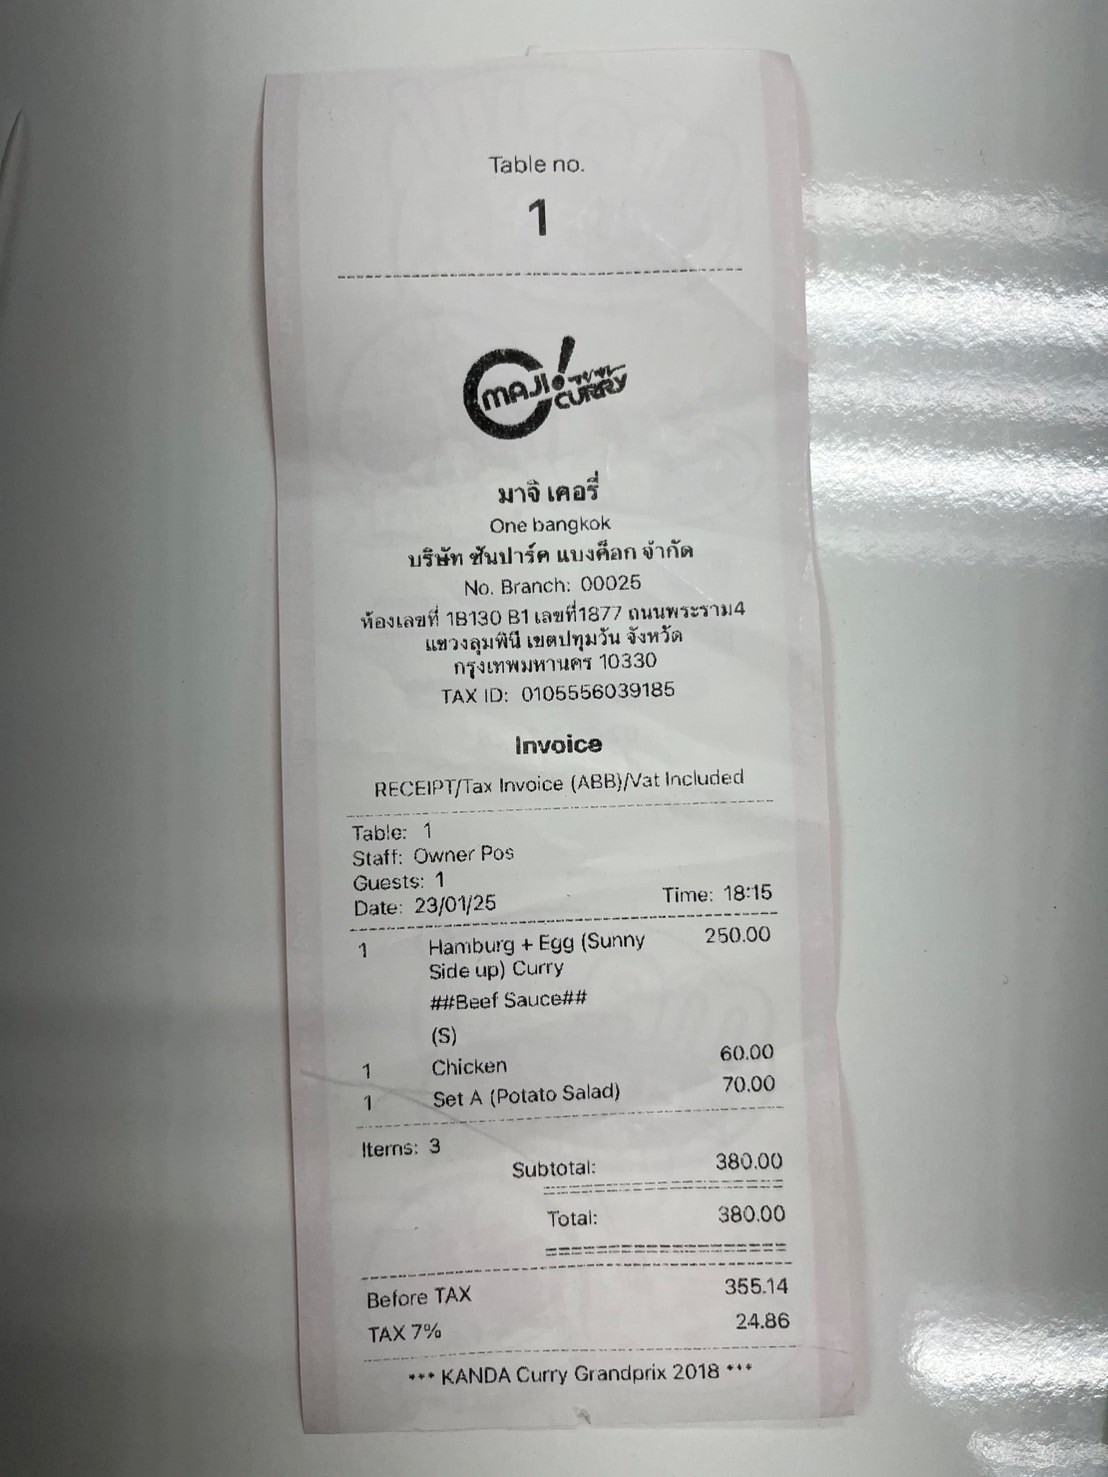 Table no.
1
MAJI
CURRY
มาจิ เคอรี่
One bangkok
บริษัท ซันปาร์ค แบงค็อก จำกัด
No. Branch: 00025
ห้องเลขที่ 1B130 B1 เลขที่1877 ถนนพระราม4
แขวงลุมพินี เขตปทุมวัน จังหวัด
กรุงเทพมหานคร 10330
TAX ID: 0105556039185
Invoice
RECEIPT/Tax Invoice (ABB)/Vat Included
Table: 1
Staff: Owner Pos
Guests: 1
Date: 23/01/25 Time: 18:15
1 Hamburg + Egg (Sunny 250.00
Side up) Curry
##Beef Sauce##
(S)
1 Chicken 60.00
1 Set A (Potato Salad) 70.00
Items: 3
Subtotal: 380.00
Total: 380.00
Before TAX 355.14
TAX 7% 24.86
*** KANDA Curry Grandprix 2018 ***